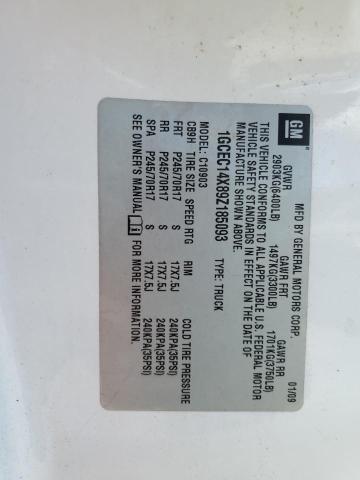 GM
MFD BY GENERAL MOTORS CORP. 01/09
GVWR GAWR FRT GAWR RR
2903KG(6400LB) 1497KG(3300LB) 1701KG(3750LB)
THIS VEHICLE CONFORMS TO ALL APPLICABLE U.S. FEDERAL MOTOR
VEHICLE SAFETY STANDARDS IN EFFECT ON THE DATE OF
MANUFACTURE SHOWN ABOVE.
1GCEC14X89Z185093 TYPE: TRUCK
MODEL: C10903
CB9H TIRE SIZE SPEED RTG RIM COLD TIRE PRESSURE
FRT P245/70R17 S 17X7.5J 240KPA(35PSI)
RR P245/70R17 S 17X7.5J 240KPA(35PSI)
SPA P245/70R17 S 17X7.5J 240KPA(35PSI)
SEE OWNER'S MANUAL FOR MORE INFORMATION.